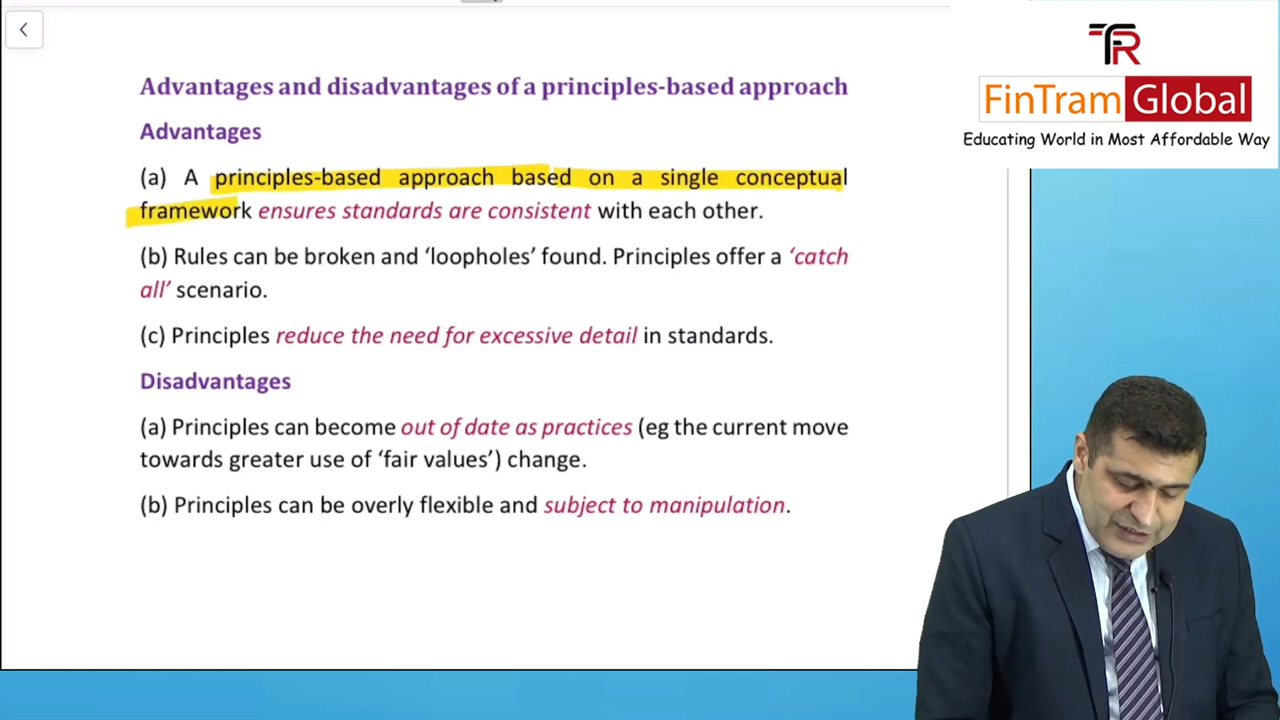 Advantages and disadvantages of a principles-based approach
Advantages
(a) A principles-based approach based on a single conceptual
framework ensures standards are consistent with each other.
(b) Rules can be broken and ‘loopholes’ found. Principles offer a ‘catch
all’ scenario.
(c) Principles reduce the need for excessive detail in standards.
Disadvantages
(a) Principles can become out of date as practices (eg the current move
towards greater use of ‘fair values’) change.
(b) Principles can be overly flexible and subject to manipulation.
FinTram Global
Educating World in Most Affordable Way